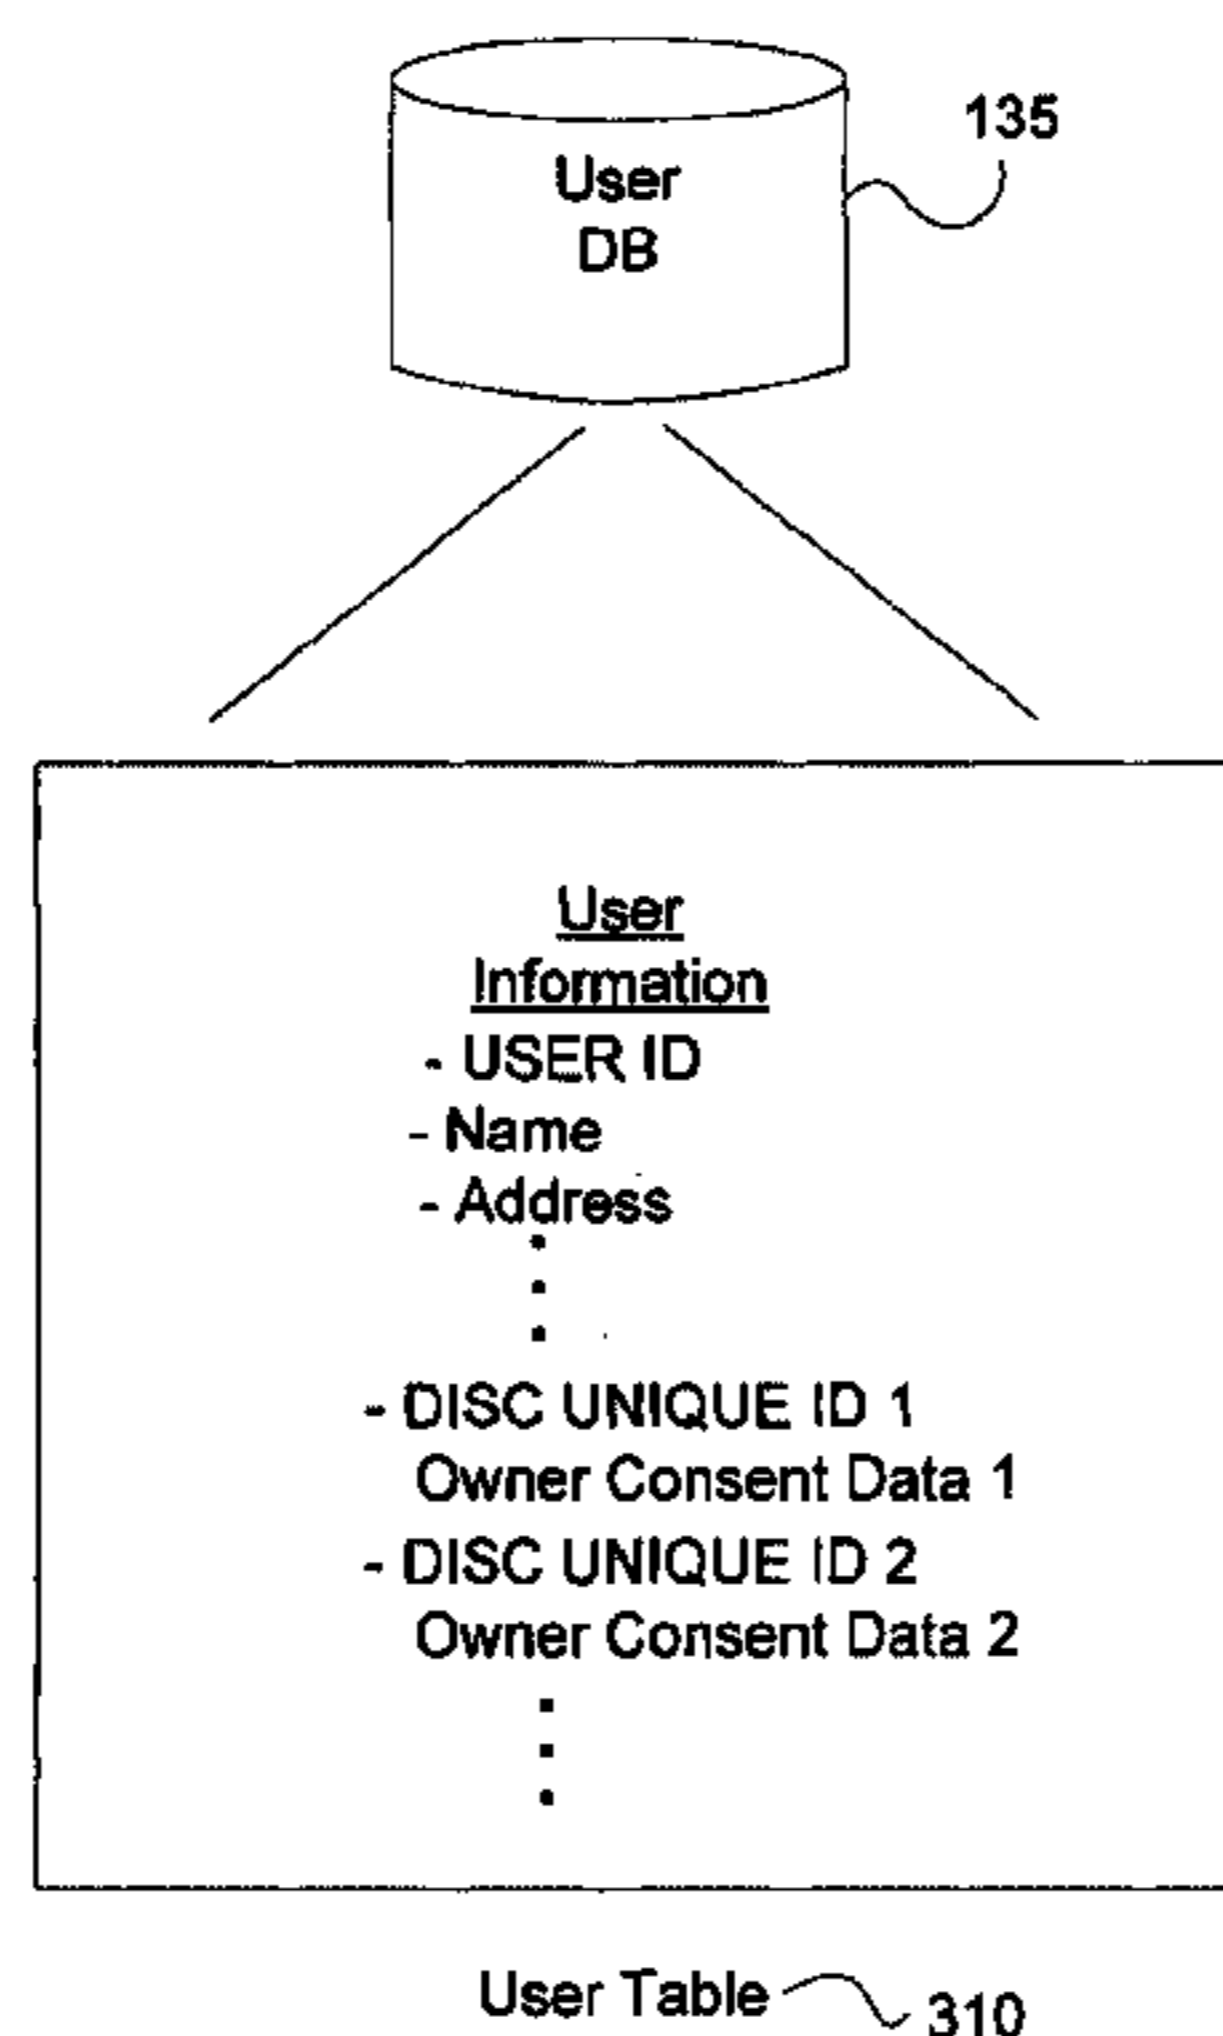 User
DB
135
User
Information
- USER ID
- Name
- Address
- DISC UNIQUE ID 1
Owner Consent Data 1
- DISC UNIQUE ID 2
Owner Consent Data 2
User Table 310